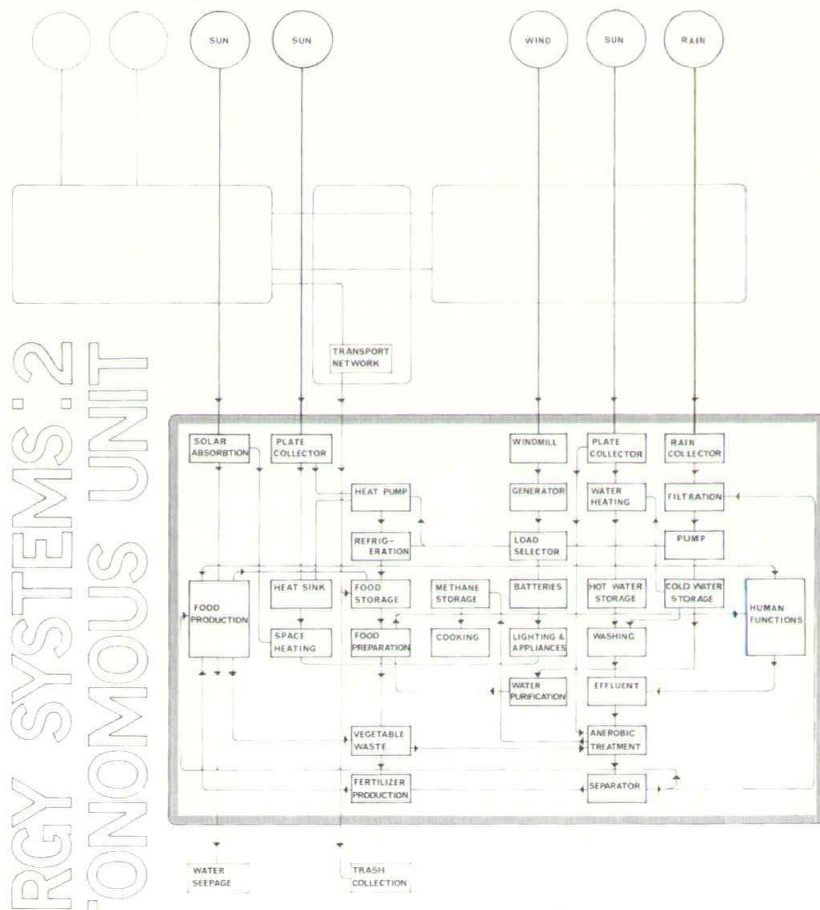 SUN
SUN
WIND
SUN
RAIN
TRANSPORT
NETWORK
RGY SYSTEMS:2
TONOMOUS UNIT
SOLAR
ABSORBTION
PLATE
COLLECTOR
WINDMILL
PLATE
COLLECTOR
RAIN
COLLECTOR
HEAT PUMP
GENERATOR
WATER
HEATING
FILTRATION
REFRIG-
ERATION
LOAD
SELECTOR
PUMP
FOOD
PRODUCTION
HEAT SINK
FOOD
STORAGE
METHANE
STORAGE
BATTERIES
HOT WATER
STORAGE
COLD WATER
STORAGE
HUMAN
FUNCTIONS
SPACE
HEATING
FOOD
PREPARATION
COOKING
LIGHTING &
APPLIANCES
WASHING
WATER
PURIFICATION
EFFLUENT
VEGETABLE
WASTE
ANEROBIC
TREATMENT
FERTILIZER
PRODUCTION
SEPARATOR
WATER
SEEPAGE
TRASH
COLLECTION